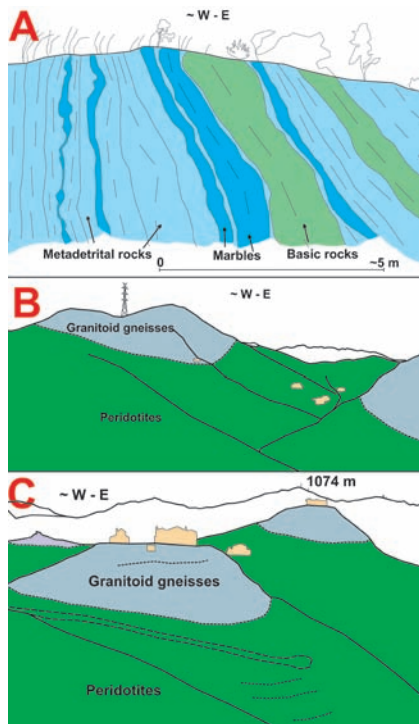 A
~ W - E
Metadetrital rocks
Marbles
Basic rocks
0
~5 m
B
~ W - E
Granitoid gneisses
Peridotites
C
~ W - E
1074 m
Granitoid gneisses
Peridotites